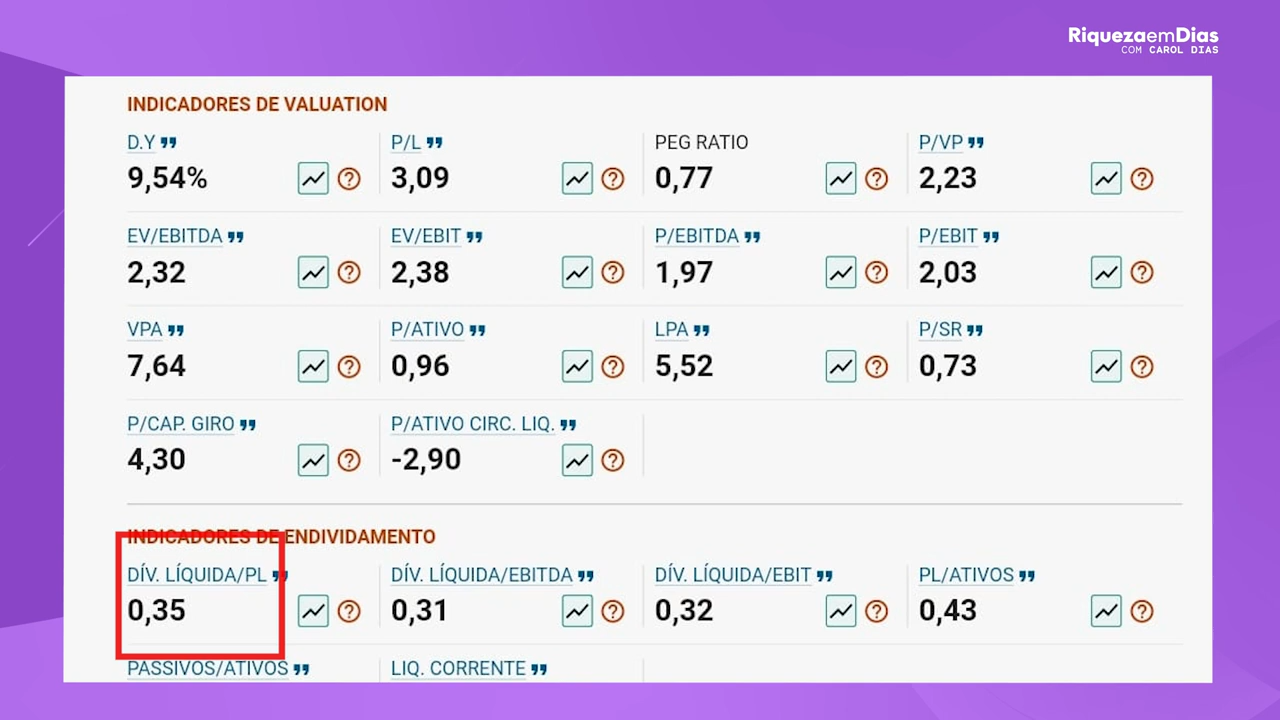 RiquezaemDias
COM CAROL DIAS
INDICADORES DE VALUATION
D.Y P/L PEG RATIO P/VP
9,54% 3,09 0,77 2,23
EV/EBITDA EV/EBIT P/EBITDA P/EBIT
2,32 2,38 1,97 2,03
VPA P/ATIVO LPA P/SR
7,64 0,96 5,52 0,73
P/CAP. GIRO P/ATIVO CIRC. LIQ.
4,30 -2,90
INDICADORES DE ENDIVIDAMENTO
DÍV. LÍQUIDA/PL DÍV. LÍQUIDA/EBITDA DÍV. LÍQUIDA/EBIT PL/ATIVOS
0,35 0,31 0,32 0,43
PASSIVOS/ATIVOS LIQ. CORRENTE